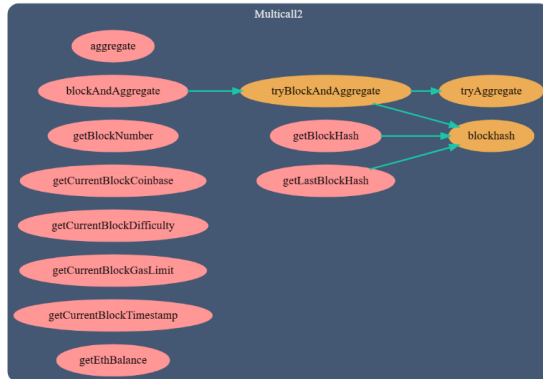 Multicall2
aggregate
blockAndAggregate
tryBlockAndAggregate
tryAggregate
getBlockNumber
getBlockHash
blockhash
getCurrentBlockCoinbase
getLastBlockHash
getCurrentBlockDifficulty
getCurrentBlockGasLimit
getCurrentBlockTimestamp
getEthBalance